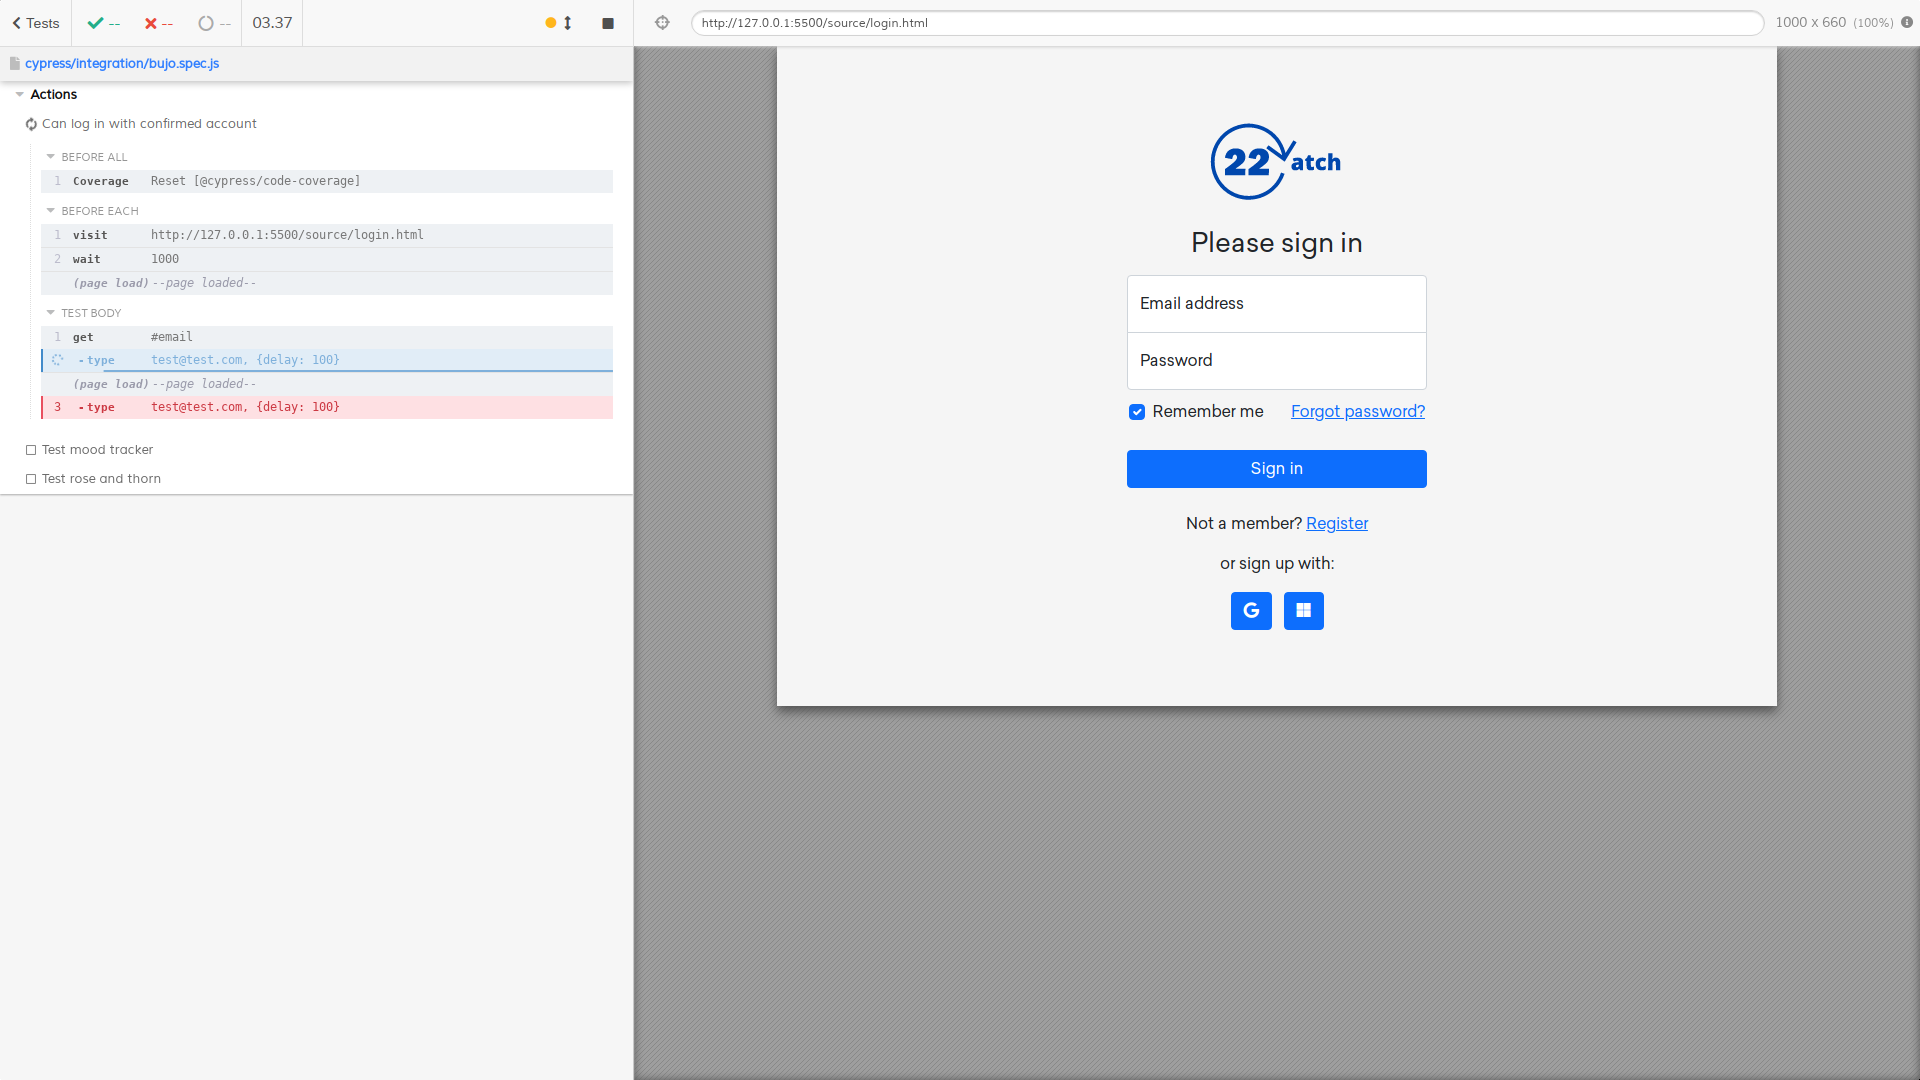 Tests
--
--
--
03.37
http://127.0.0.1:5500/source/login.html
1000 x 660 (100%)
cypress/integration/bujo.spec.js
Actions
Can log in with confirmed account
BEFORE ALL
1 Coverage Reset [@cypress/code-coverage]
BEFORE EACH
1 visit http://127.0.0.1:5500/source/login.html
2 wait 1000
(page load) --page loaded--
TEST BODY
1 get #email
-type test@test.com, {delay: 100}
(page load) --page loaded--
3 -type test@test.com, {delay: 100}
Test mood tracker
Test rose and thorn
22 atch
Please sign in
Email address
Password
Remember me Forgot password?
Sign in
Not a member? Register
or sign up with:
G